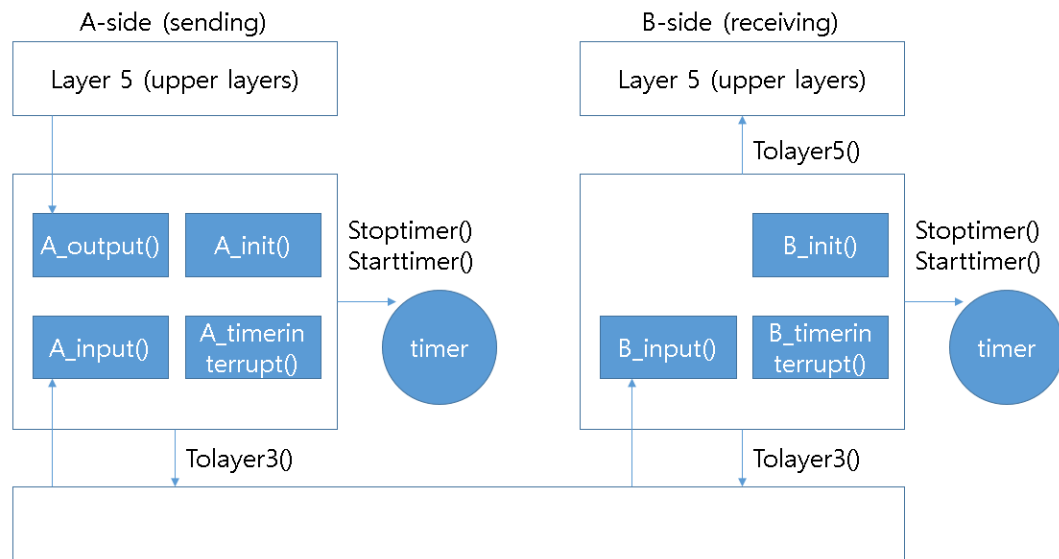 A-side (sending)
Layer 5 (upper layers)
A_output()
A_init()
A_input()
A_timerin
terrupt()
Stoptimer()
Starttimer()
timer
Tolayer3()
B-side (receiving)
Layer 5 (upper layers)
Tolayer5()
B_init()
B_input()
B_timerin
terrupt()
Stoptimer()
Starttimer()
timer
Tolayer3()